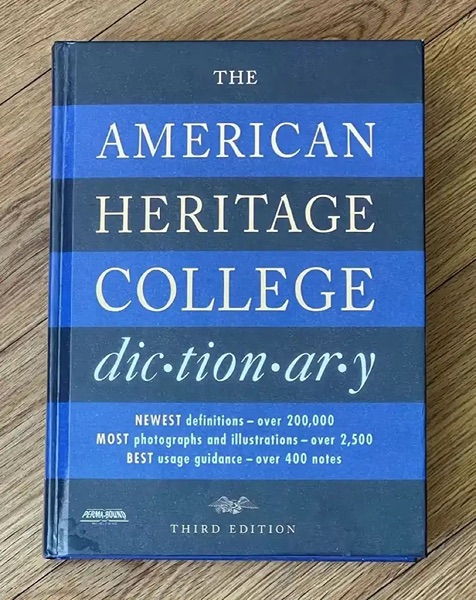 THE
AMERICAN
HERITAGE
COLLEGE
dic•tion•ar•y
NEWEST definitions – over 200,000
MOST photographs and illustrations – over 2,500
BEST usage guidance – over 400 notes
PERMA-BOUND
THIRD EDITION